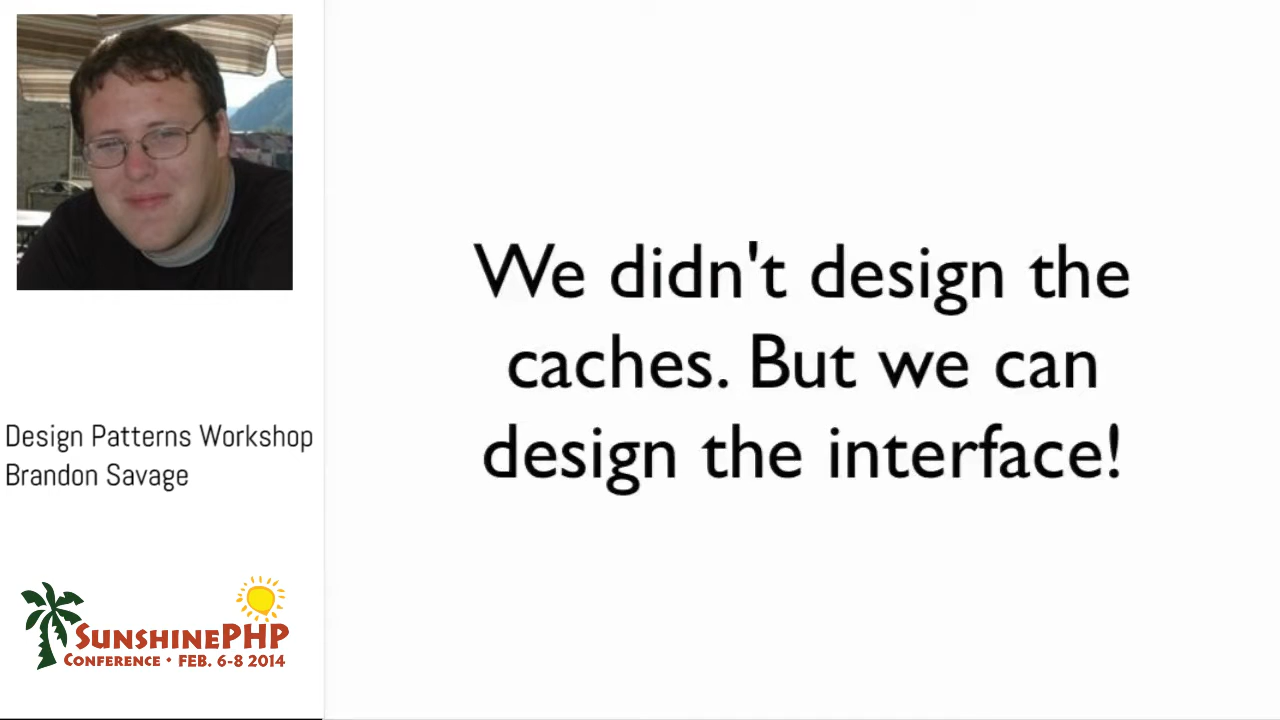 We didn't design the
caches. But we can
design the interface!
Design Patterns Workshop
Brandon Savage
SUNSHINEPHP
CONFERENCE • FEB. 6-8 2014